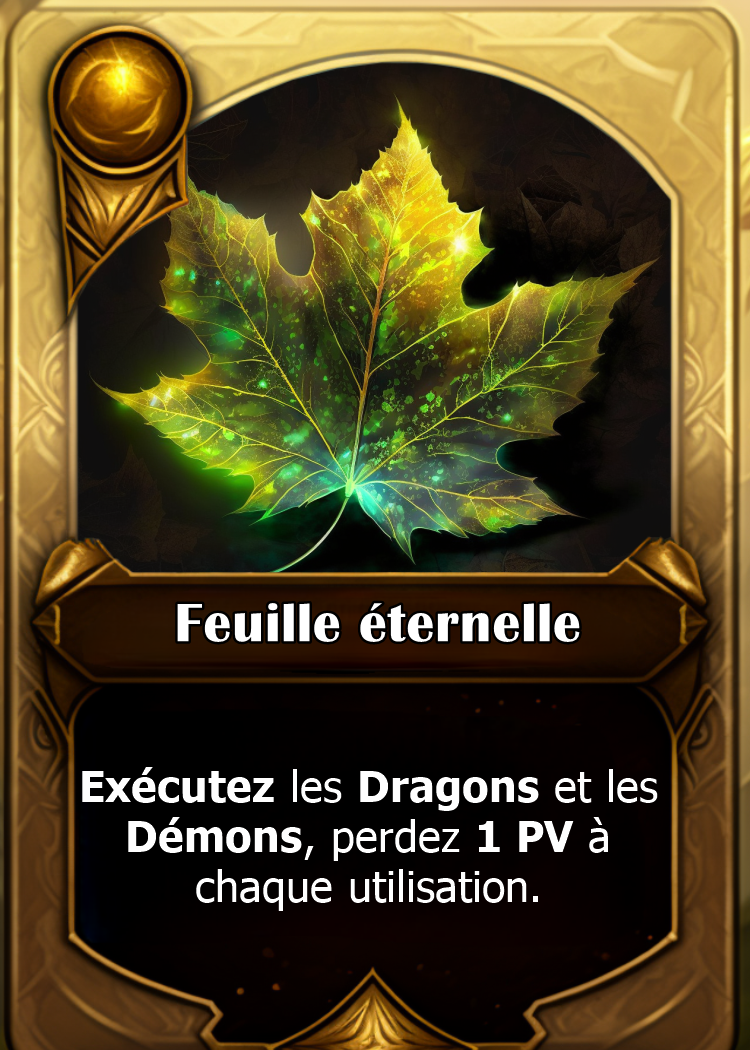 Feuille éternelle
Exécutez les Dragons et les
Démons, perdez 1 PV à
chaque utilisation.